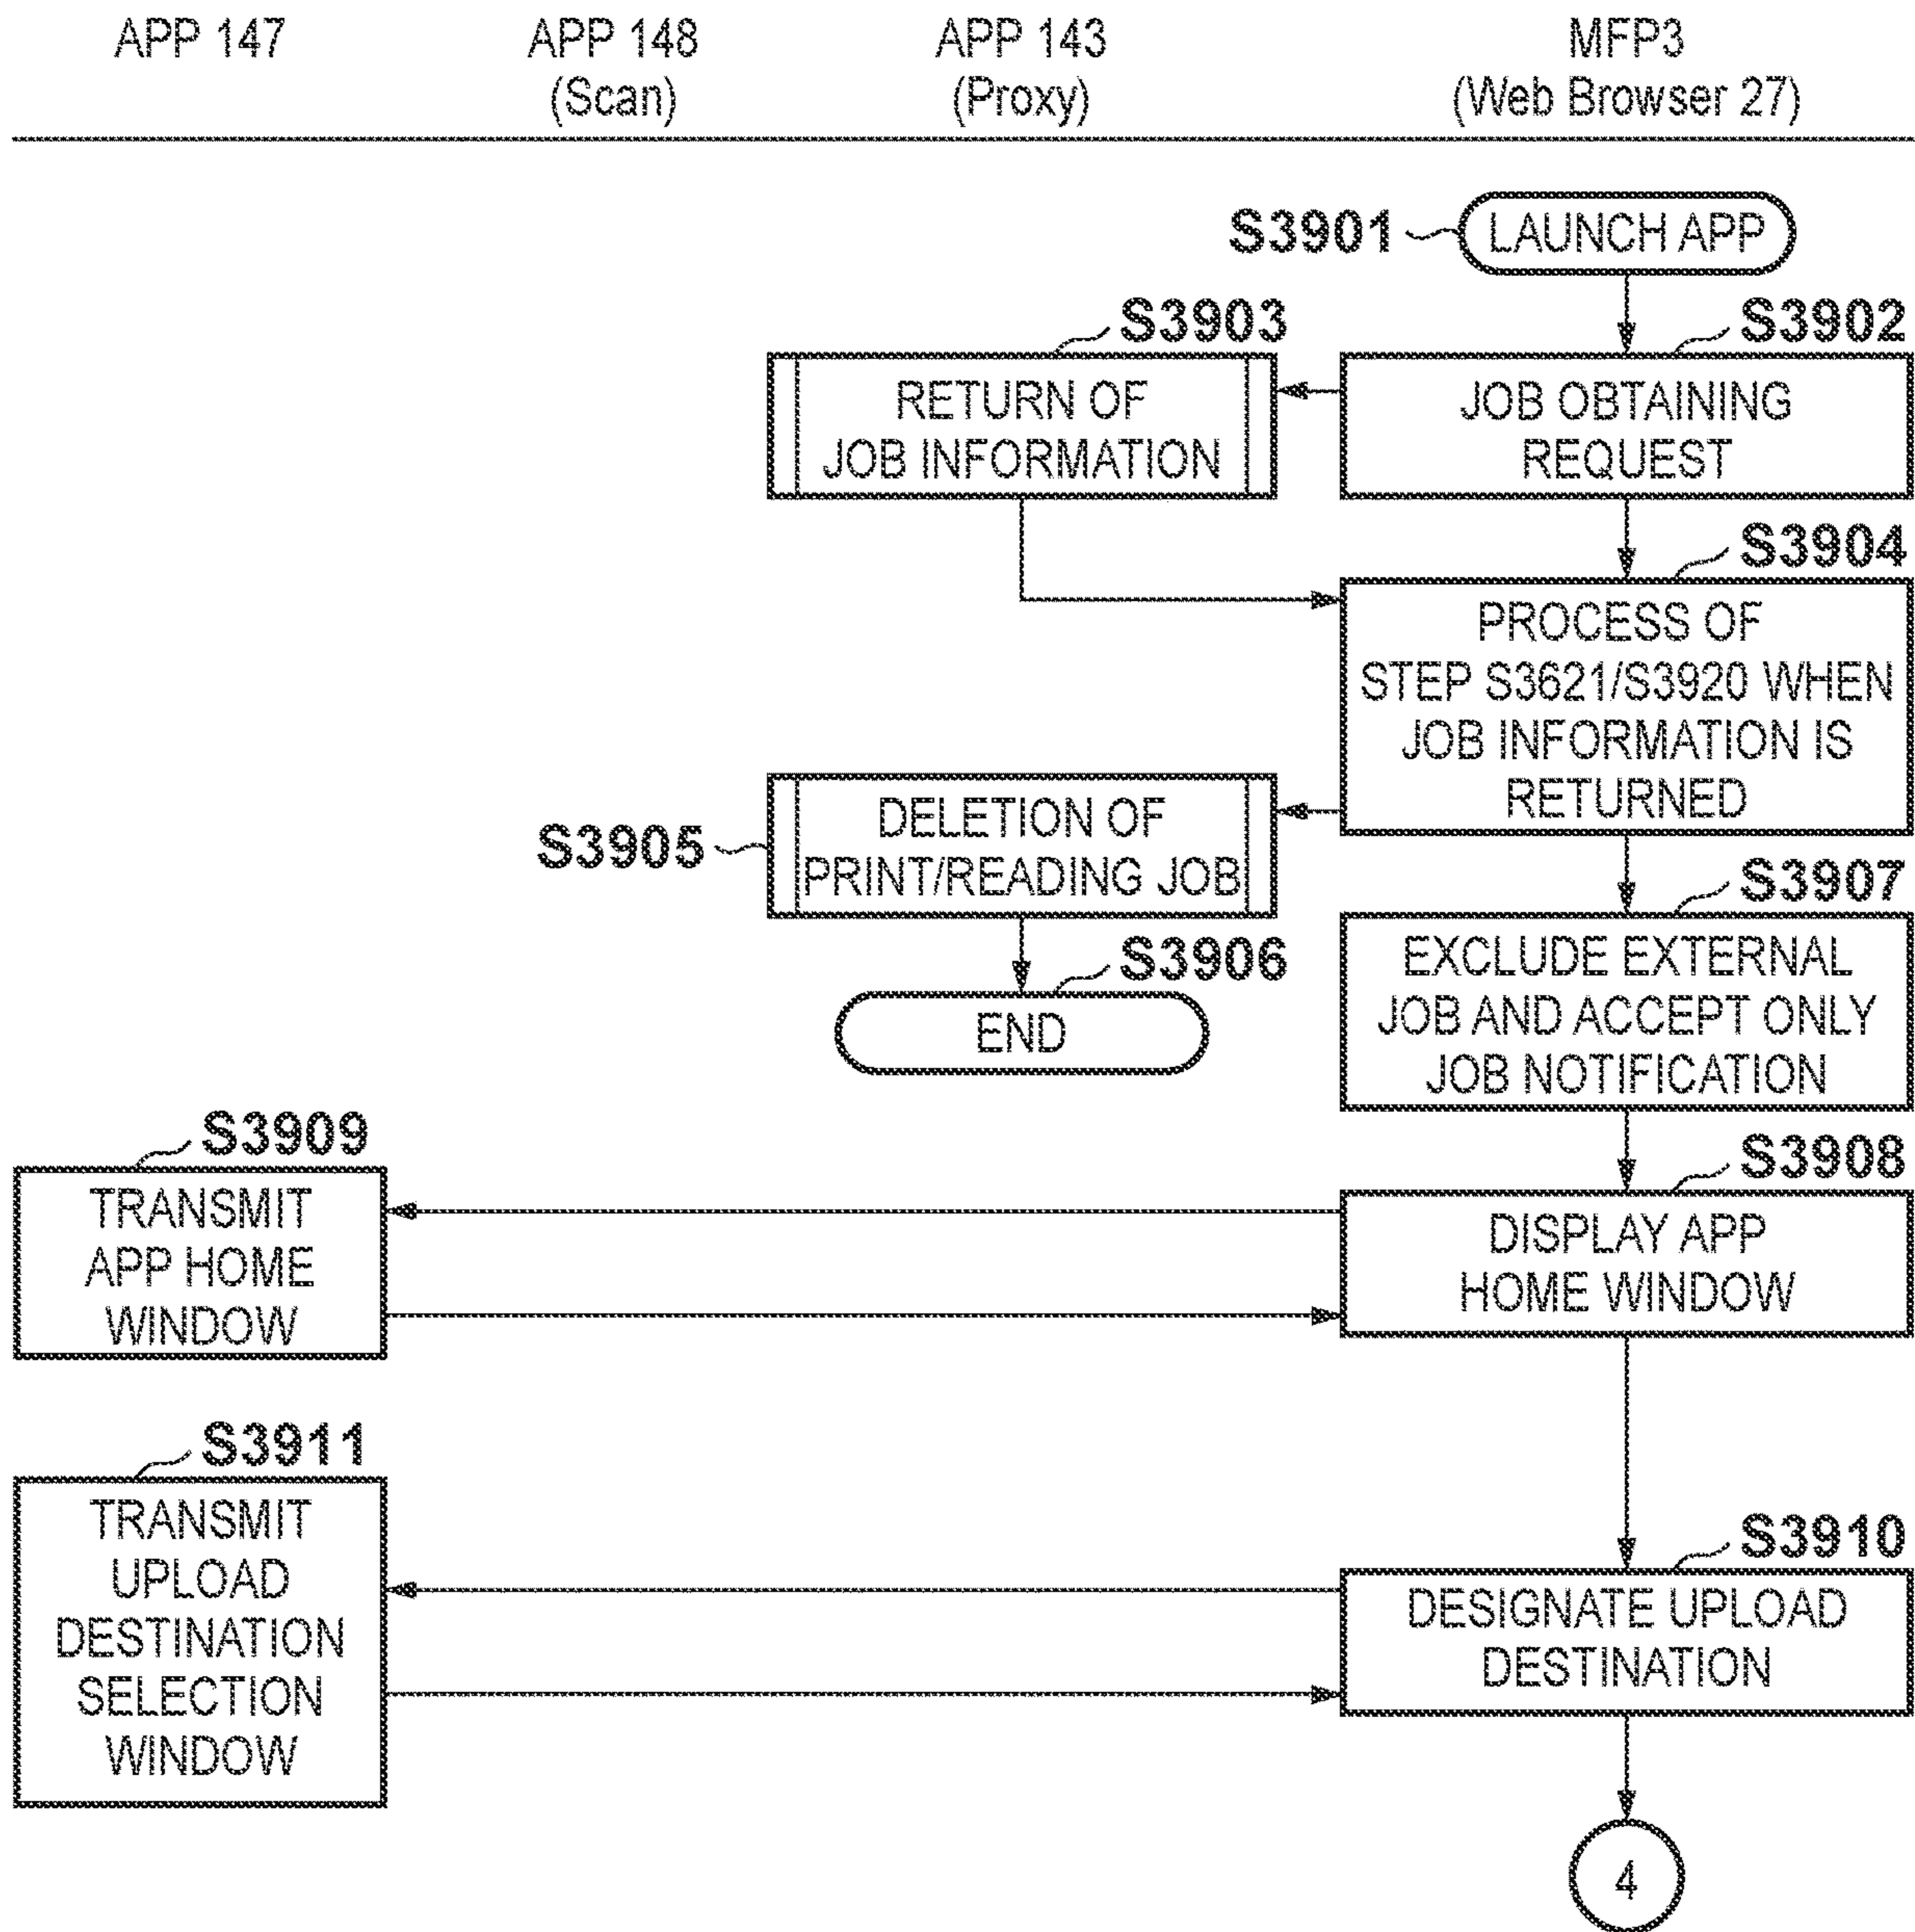 APP 147
APP 148
(Scan)
APP 143
(Proxy)
MFP3
(Web Browser 27)
S3901
LAUNCH APP
S3903
RETURN OF
JOB INFORMATION
S3902
JOB OBTAINING
REQUEST
S3904
PROCESS OF
STEP S3621/S3920 WHEN
JOB INFORMATION IS
RETURNED
S3905
DELETION OF
PRINT/READING JOB
S3906
END
S3907
EXCLUDE EXTERNAL
JOB AND ACCEPT ONLY
JOB NOTIFICATION
S3909
TRANSMIT
APP HOME
WINDOW
S3908
DISPLAY APP
HOME WINDOW
S3911
TRANSMIT
UPLOAD
DESTINATION
SELECTION
WINDOW
S3910
DESIGNATE UPLOAD
DESTINATION
4